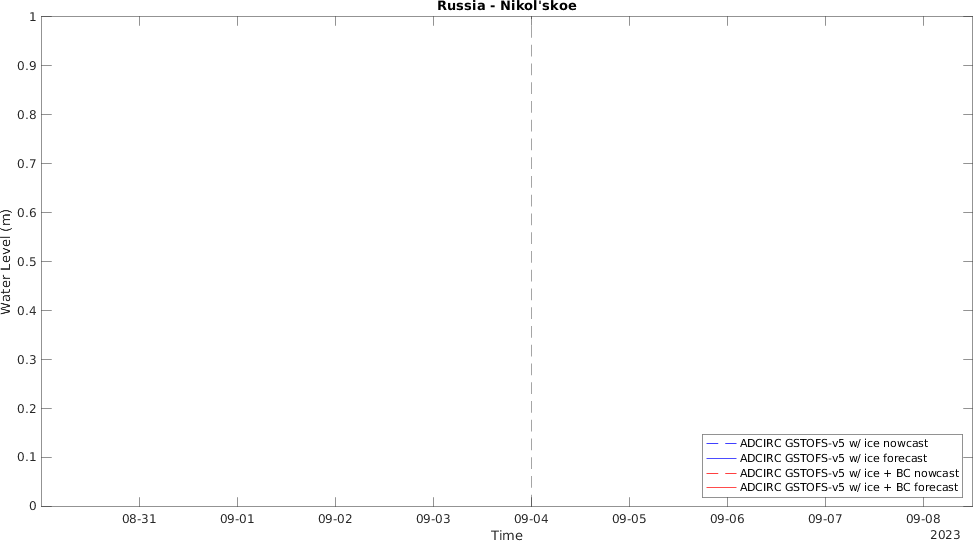 Russia - Nikol'skoe
1
0.9
0.8
0.7
0.6
0.5
0.4
0.3
0.2
0.1
0
Water Level (m)
ADCIRC GSTOFS-v5 w/ ice nowcast
ADCIRC GSTOFS-v5 w/ ice forecast
ADCIRC GSTOFS-v5 w/ ice + BC nowcast
ADCIRC GSTOFS-v5 w/ ice + BC forecast
08-31 09-01 09-02 09-03 09-04 09-05 09-06 09-07 09-08
Time
2023